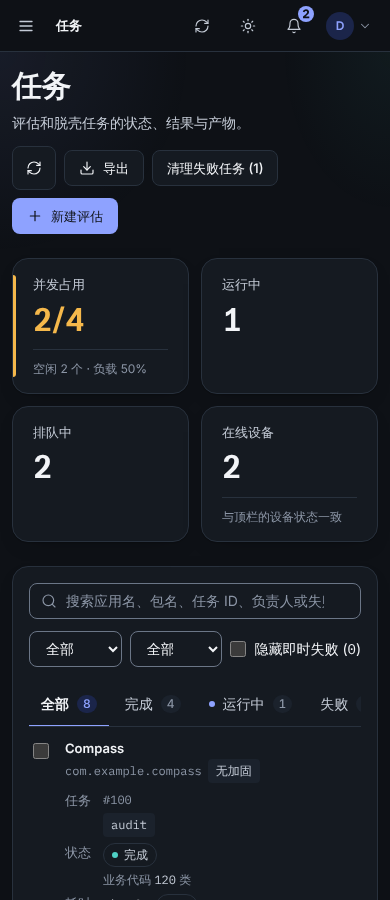 任务
2
D
任务
评估和脱壳任务的状态、结果与产物。
导出
清理失败任务 (1)
新建评估
并发占用
2/4
空闲 2 个 · 负载 50%
运行中
1
排队中
2
在线设备
2
与顶栏的设备状态一致
搜索应用名、包名、任务 ID、负责人或失
全部
全部
隐藏即时失败 (0)
全部 8
完成 4
运行中 1
失败
Compass
com.example.compass 无加固
任务 #100
audit
状态 完成
业务代码 120 类